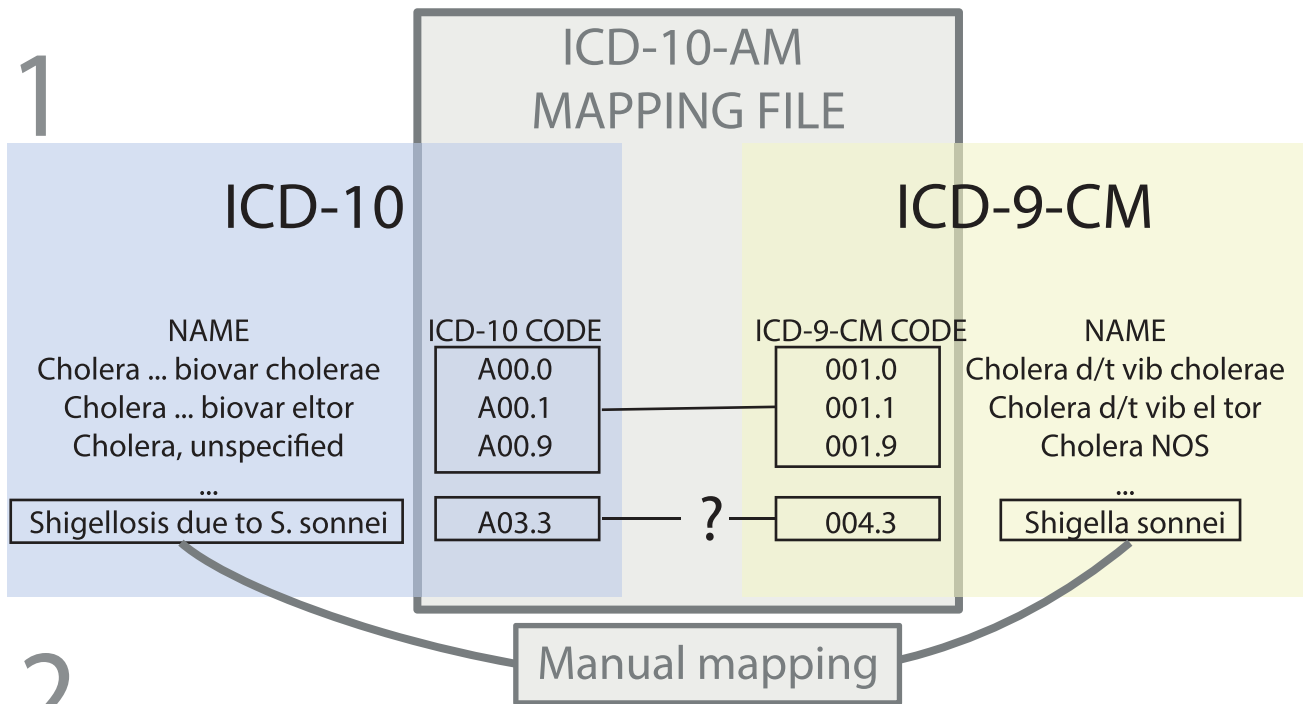 1
ICD-10-AM
MAPPING FILE
ICD-10
ICD-9-CM
NAME ICD-10 CODE ICD-9-CM CODE NAME
Cholera ... biovar cholerae A00.0 001.0 Cholera d/t vib cholerae
Cholera ... biovar eltor A00.1 001.1 Cholera d/t vib el tor
Cholera, unspecified A00.9 001.9 Cholera NOS
... ...
Shigellosis due to S. sonnei A03.3 ? 004.3 Shigella sonnei
2
Manual mapping